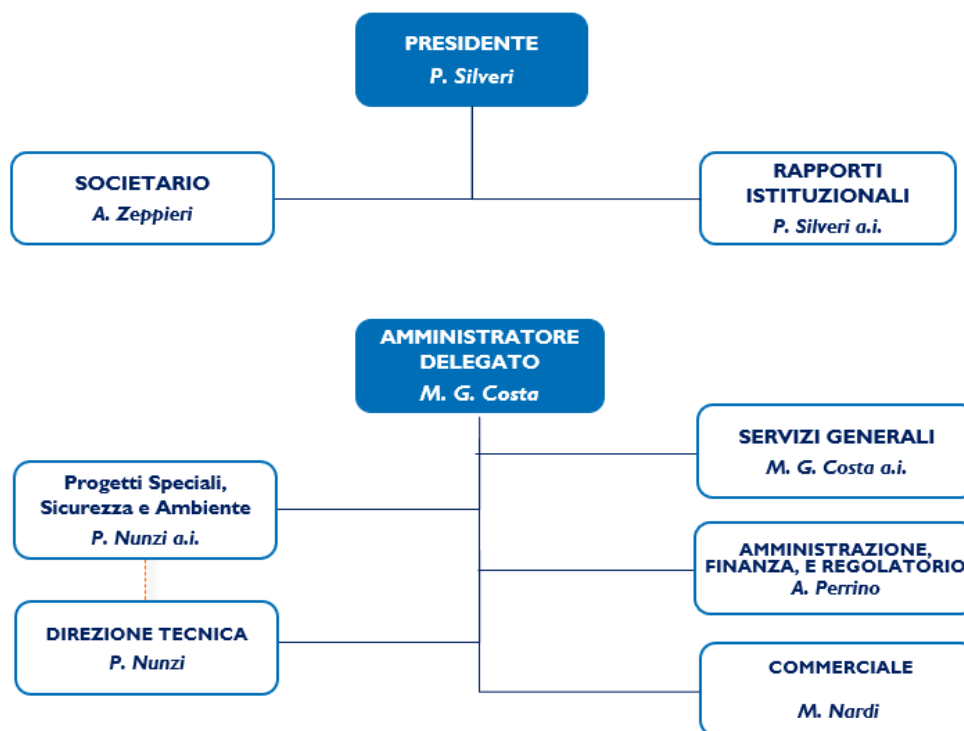 PRESIDENTE
P. Silveri
SOCIETARIO
A. Zeppieri
RAPPORTI
ISTITUZIONALI
P. Silveri a.i.
AMMINISTRATORE
DELEGATO
M. G. Costa
SERVIZI GENERALI
M. G. Costa a.i.
Progetti Speciali,
Sicurezza e Ambiente
P. Nunzi a.i.
AMMINISTRAZIONE,
FINANZA, E REGOLATORIO
A. Perrino
DIREZIONE TECNICA
P. Nunzi
COMMERCIALE
M. Nardi